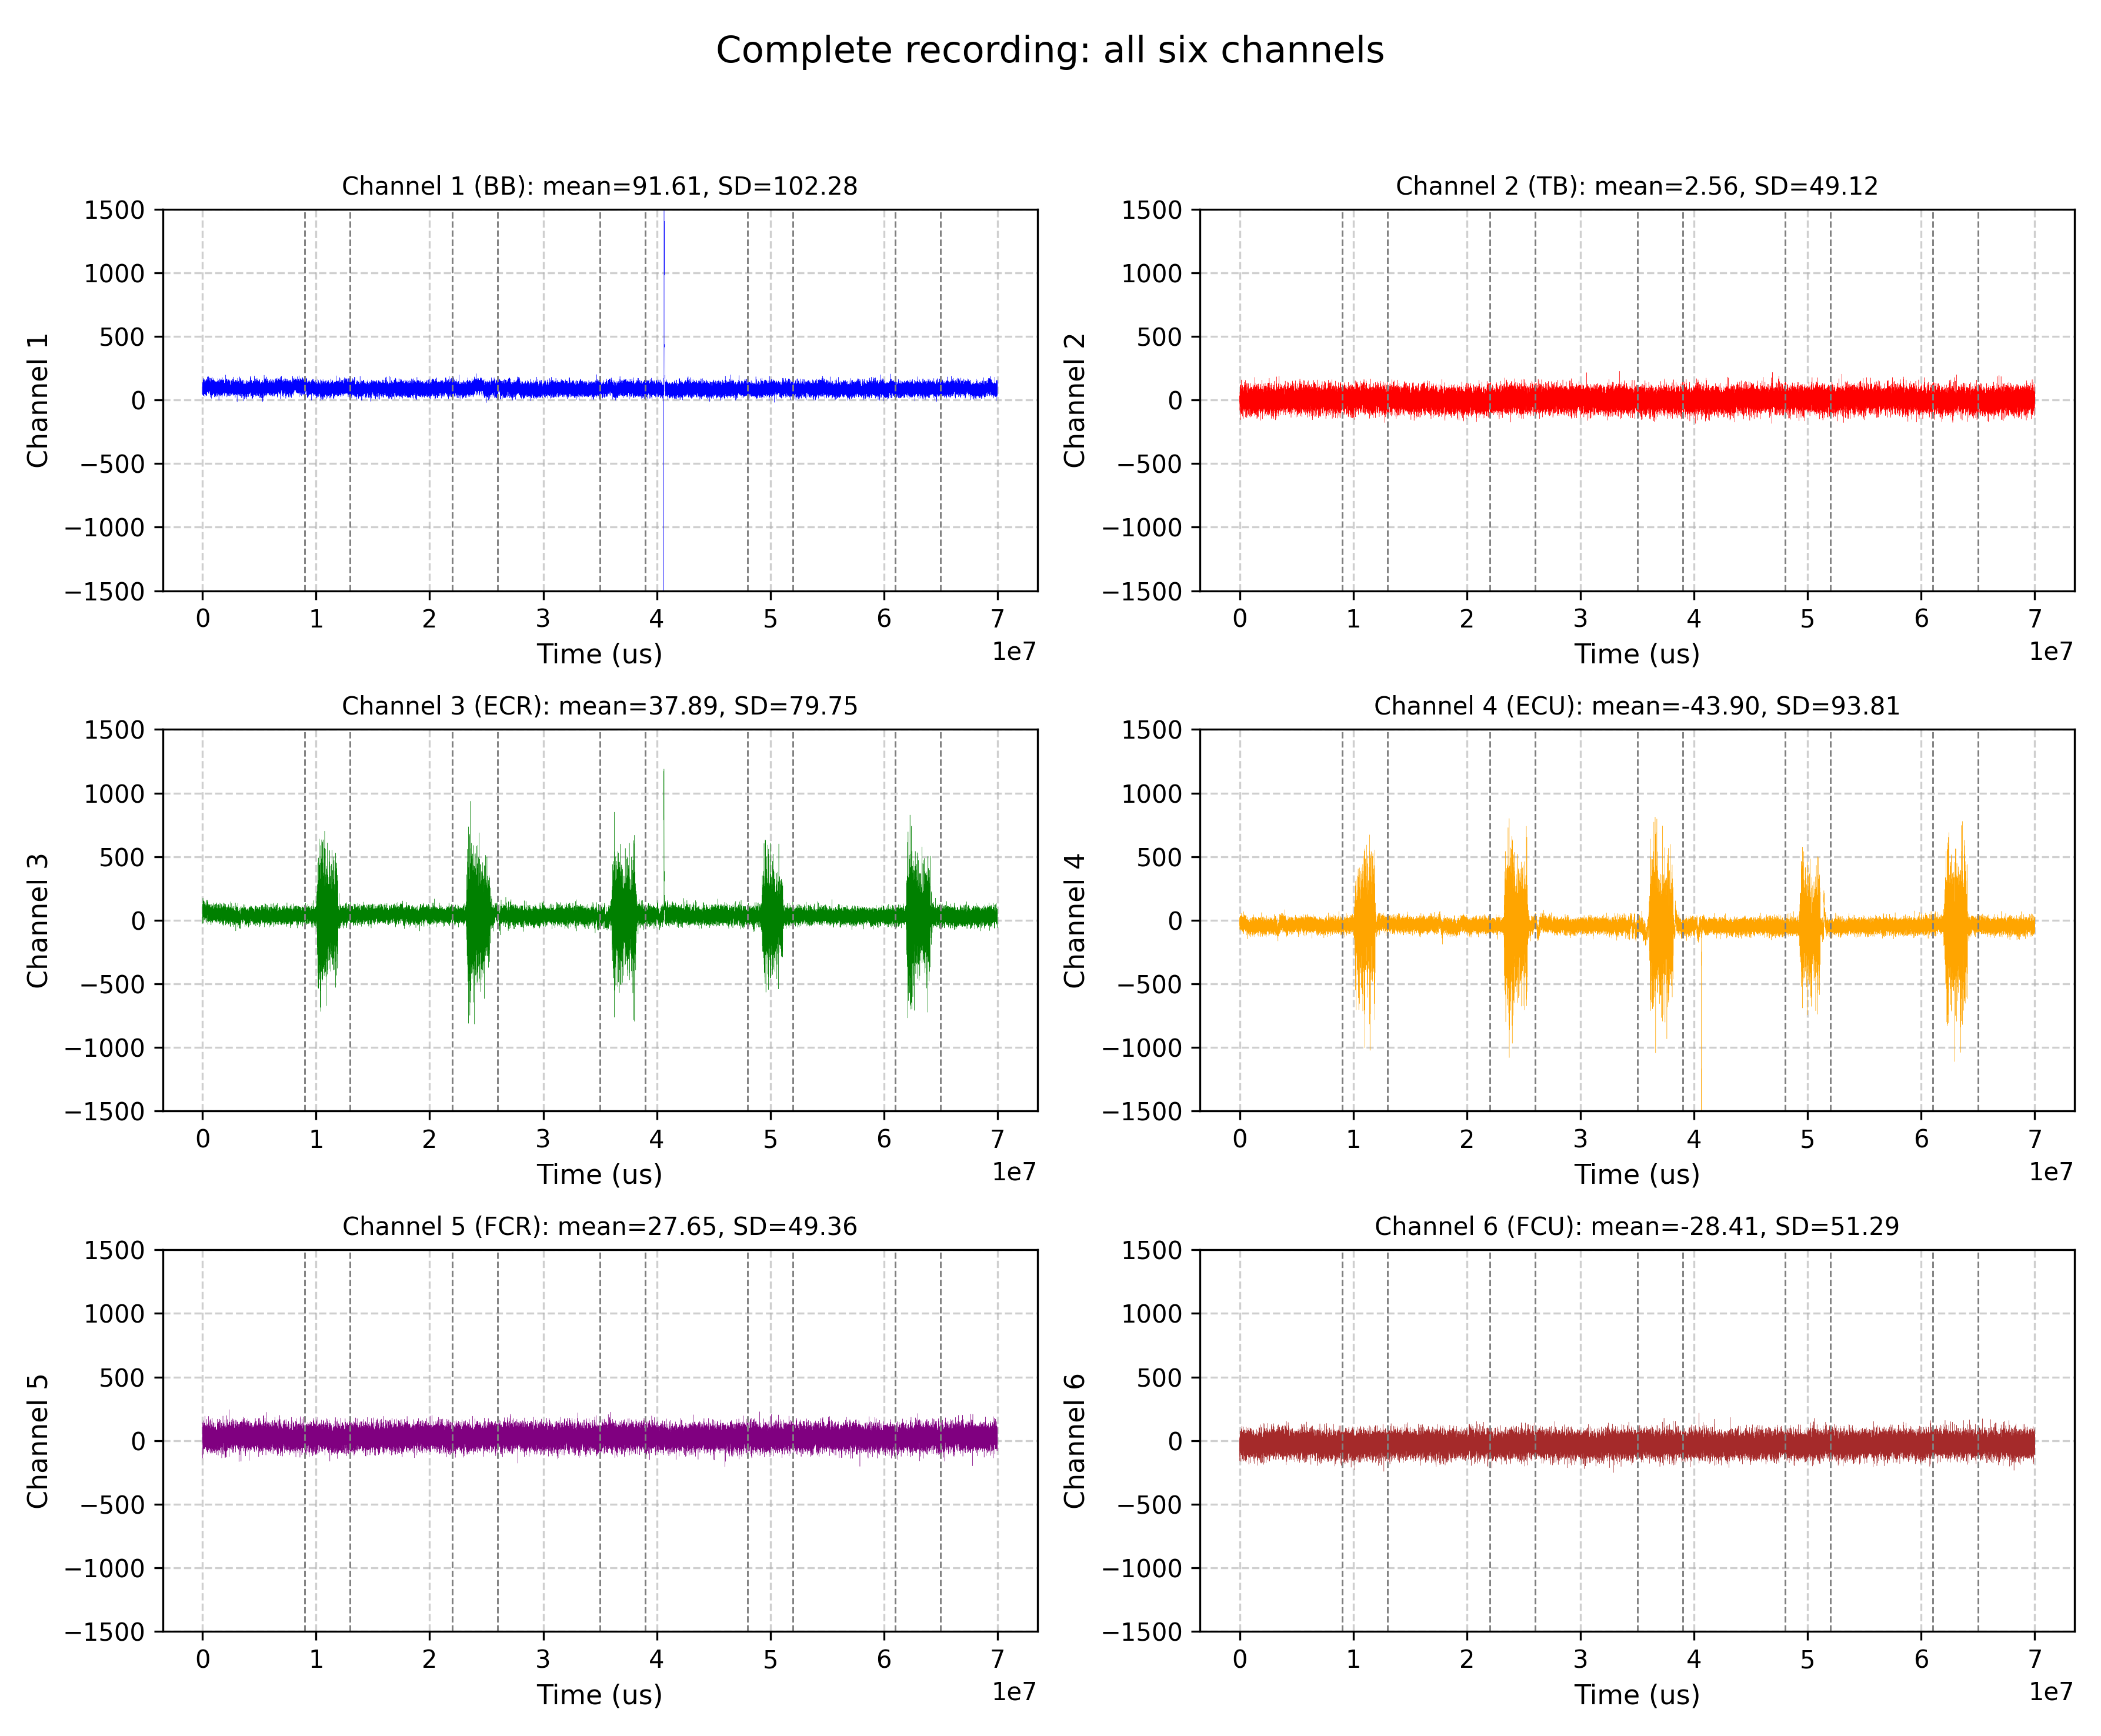 Complete recording: all six channels
Channel 1 (BB): mean=91.61, SD=102.28
1500
1000
500
0
−500
−1000
−1500
Channel 1
0 1 2 3 4 5 6 7
1e7
Time (us)
Channel 2 (TB): mean=2.56, SD=49.12
1500
1000
500
0
−500
−1000
−1500
Channel 2
0 1 2 3 4 5 6 7
1e7
Time (us)
Channel 3 (ECR): mean=37.89, SD=79.75
1500
1000
500
0
−500
−1000
−1500
Channel 3
0 1 2 3 4 5 6 7
1e7
Time (us)
Channel 4 (ECU): mean=-43.90, SD=93.81
1500
1000
500
0
−500
−1000
−1500
Channel 4
0 1 2 3 4 5 6 7
1e7
Time (us)
Channel 5 (FCR): mean=27.65, SD=49.36
1500
1000
500
0
−500
−1000
−1500
Channel 5
0 1 2 3 4 5 6 7
1e7
Time (us)
Channel 6 (FCU): mean=-28.41, SD=51.29
1500
1000
500
0
−500
−1000
−1500
Channel 6
0 1 2 3 4 5 6 7
1e7
Time (us)